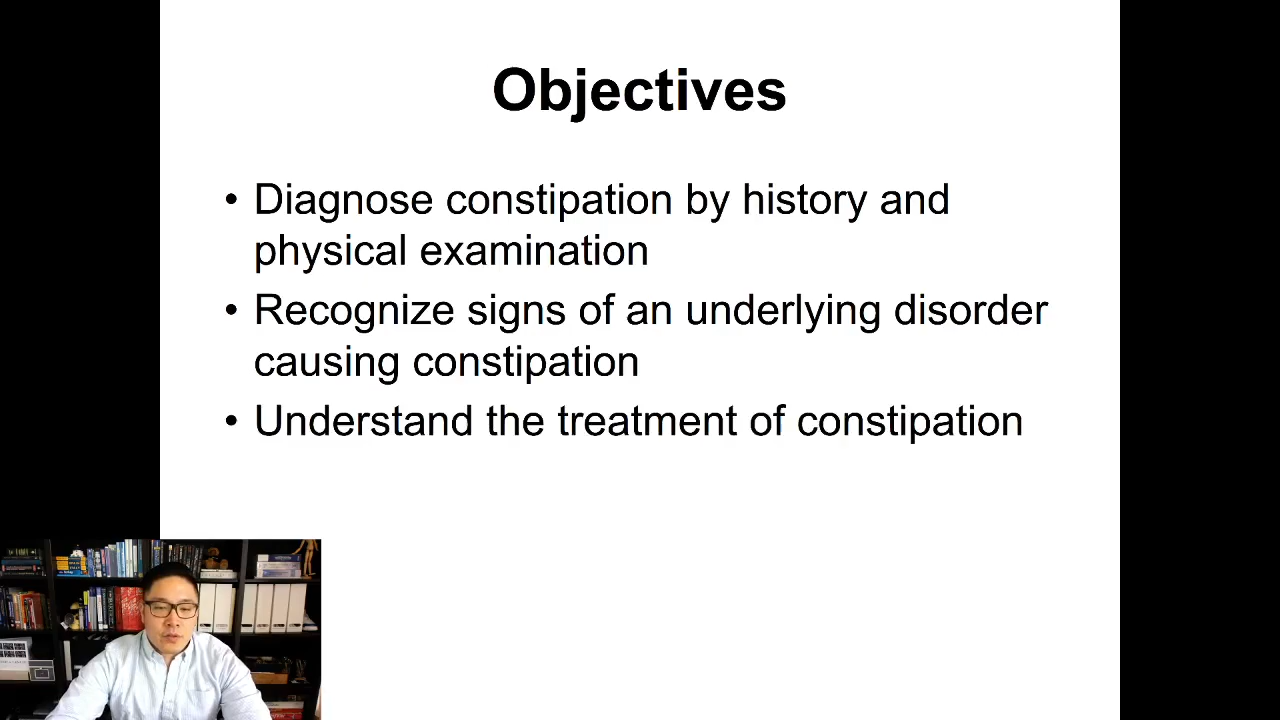 Objectives
• Diagnose constipation by history and
physical examination
• Recognize signs of an underlying disorder
causing constipation
• Understand the treatment of constipation